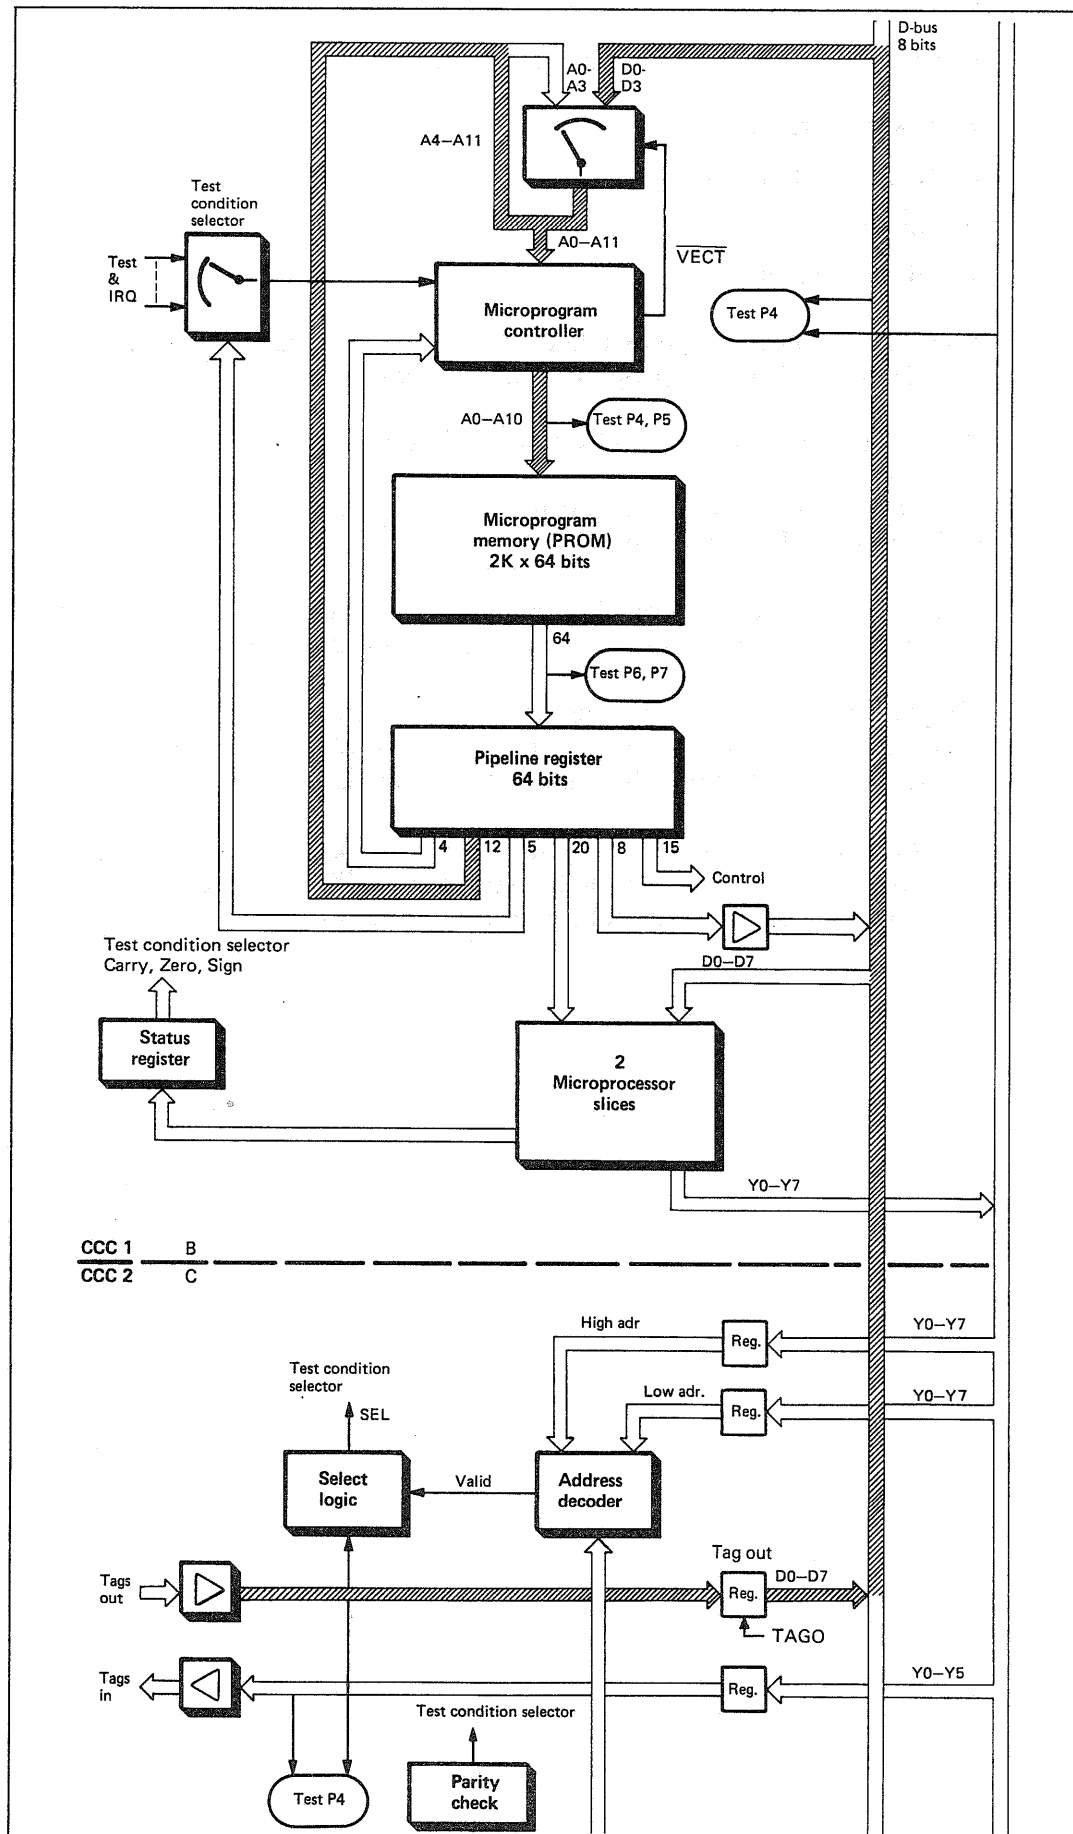 D-bus
8 bits
A0-
A3
D0-
D3
A4–A11
Test
condition
selector
A0–A11
VECT
Test
&
IRQ
Microprogram
controller
Test P4
A0–A10
Test P4, P5
Microprogram
memory (PROM)
2K x 64 bits
64
Test P6, P7
Pipeline register
64 bits
4
12
5
20
8
15
Control
Test condition selector
Carry, Zero, Sign
D0–D7
Status
register
2
Microprocessor
slices
Y0–Y7
CCC 1 B
CCC 2 C
High adr
Reg.
Y0–Y7
Test condition
selector
Low adr.
Reg.
Y0–Y7
SEL
Select
logic
Valid
Address
decoder
Tag out
Tags
out
Reg.
D0–D7
TAGO
Tags
in
Reg.
Y0–Y5
Test condition selector
Test P4
Parity
check